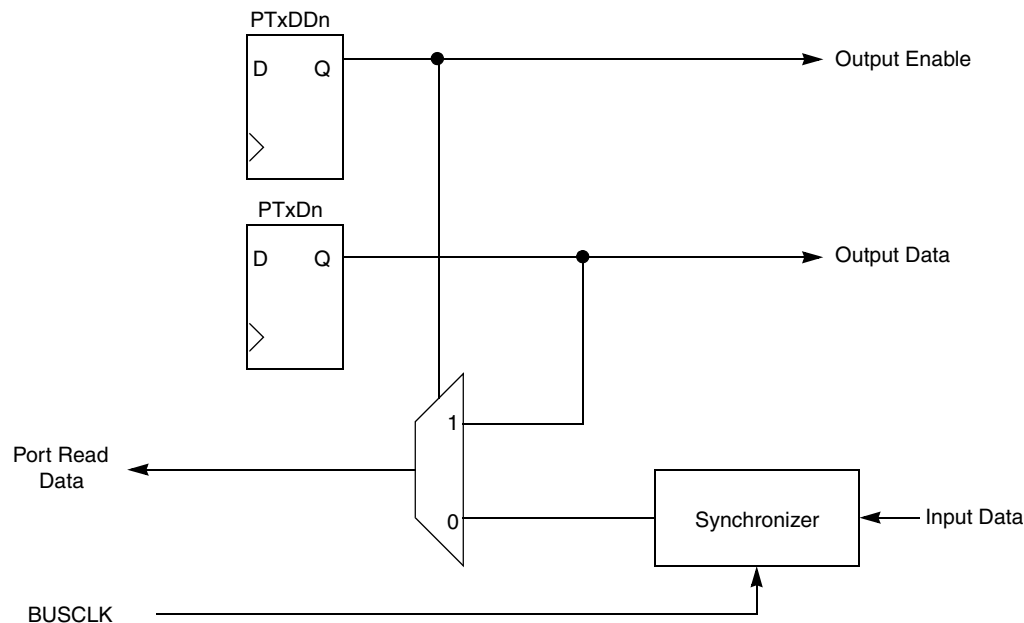 PTxDDn
D Q
Output Enable
PTxDn
D Q
Output Data
1
Port Read
Data
0
Synchronizer
Input Data
BUSCLK